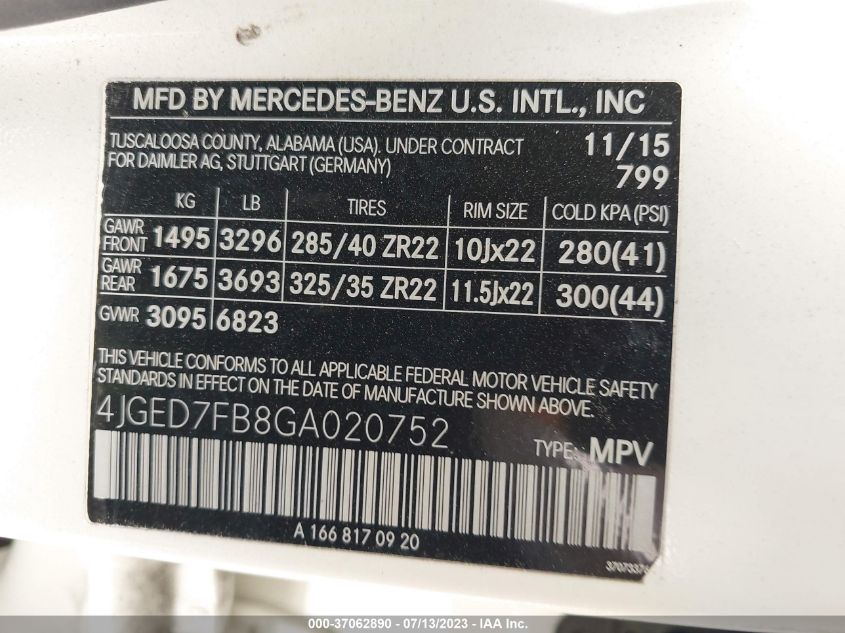 MFD BY MERCEDES-BENZ U.S. INTL., INC
TUSCALOOSA COUNTY, ALABAMA (USA). UNDER CONTRACT 11/15
FOR DAIMLER AG, STUTTGART (GERMANY) 799
KG LB TIRES RIM SIZE COLD KPA (PSI)
GAWR FRONT 1495 3296 285/40 ZR22 10Jx22 280(41)
GAWR REAR 1675 3693 325/35 ZR22 11.5Jx22 300(44)
GVWR 3095 6823
THIS VEHICLE CONFORMS TO ALL APPLICABLE FEDERAL MOTOR VEHICLE SAFETY
STANDARDS IN EFFECT ON THE DATE OF MANUFACTURE SHOWN ABOVE.
4JGED7FB8GA020752 TYPE: MPV
A 166 817 09 20
3707337
000-37062890 - 07/13/2023 - IAA Inc.